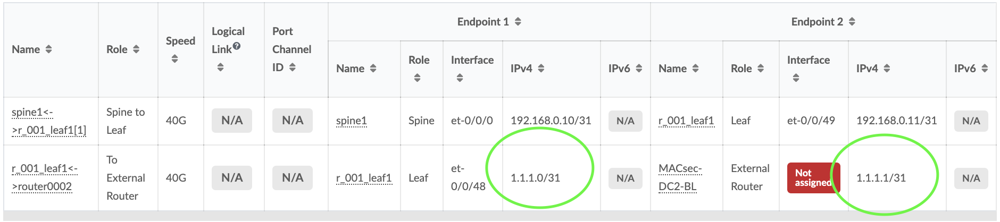 Endpoint 1 Endpoint 2
Name Role Speed Logical Link? Port Channel ID
Name Role Interface IPv4 IPv6 Name Role Interface IPv4 IPv6
spine1<-
>r_001_leaf1[1]
Spine to
Leaf
40G
N/A
N/A
spine1
Spine
et-0/0/0
192.168.0.10/31
N/A
r_001_leaf1
Leaf
et-0/0/49
192.168.0.11/31
N/A
r_001_leaf1<-
>router0002
To
External
Router
40G
N/A
N/A
r_001_leaf1
Leaf
et-
0/0/48
1.1.1.0/31
N/A
MACsec-
DC2-BL
External
Router
Not
assigned
1.1.1.1/31
N/A